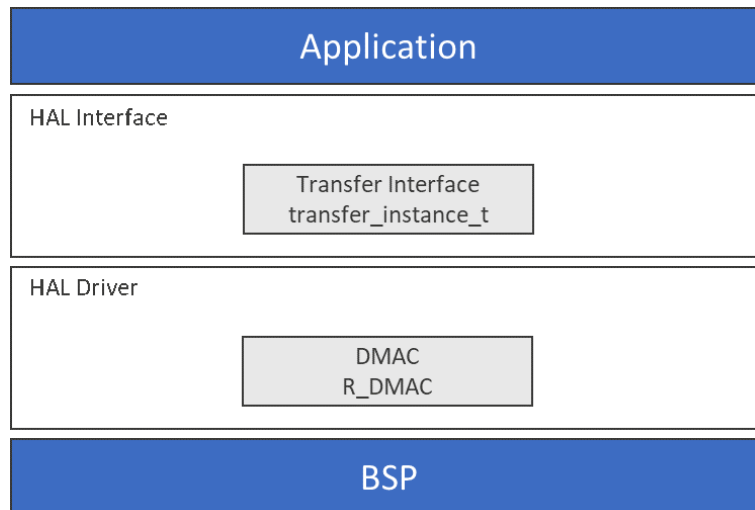 Application
HAL Interface
Transfer Interface
transfer_instance_t
HAL Driver
DMAC
R_DMAC
BSP